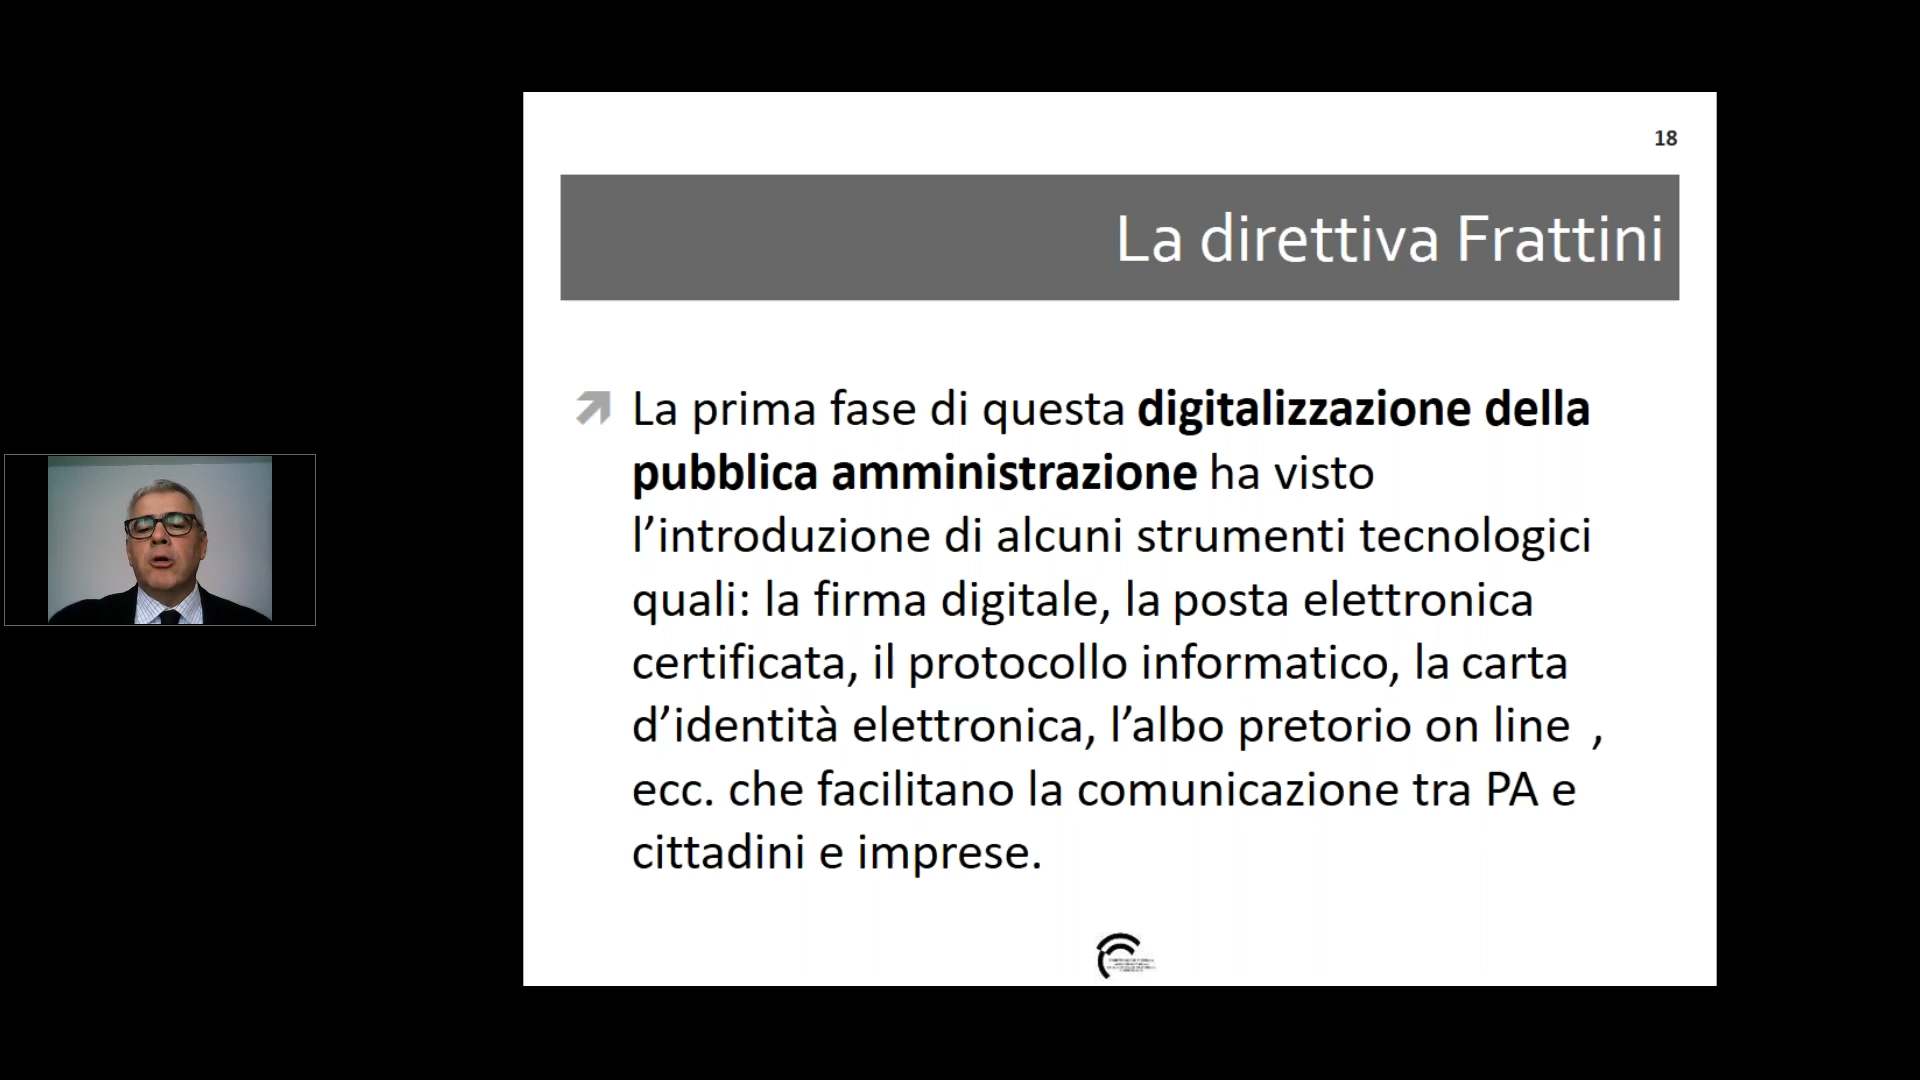 18
La direttiva Frattini
La prima fase di questa digitalizzazione della
pubblica amministrazione ha visto
l’introduzione di alcuni strumenti tecnologici
quali: la firma digitale, la posta elettronica
certificata, il protocollo informatico, la carta
d’identità elettronica, l’albo pretorio on line ,
ecc. che facilitano la comunicazione tra PA e
cittadini e imprese.